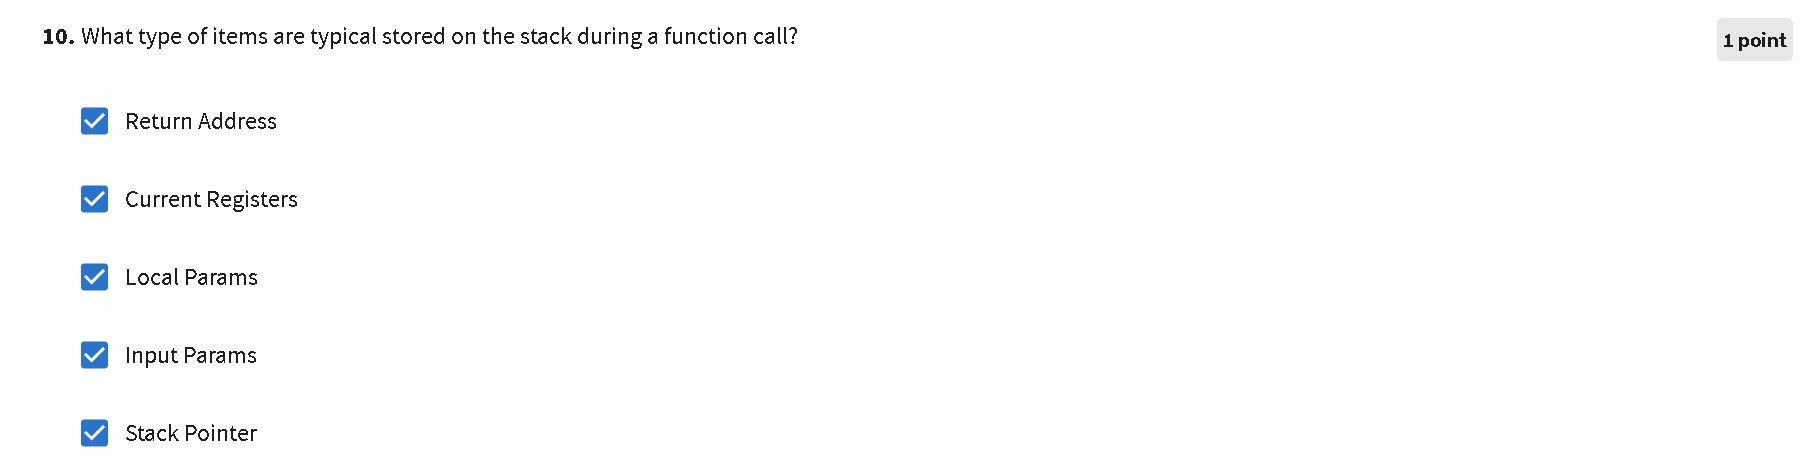 10. What type of items are typical stored on the stack during a function call?
1 point
Return Address
Current Registers
Local Params
Input Params
Stack Pointer